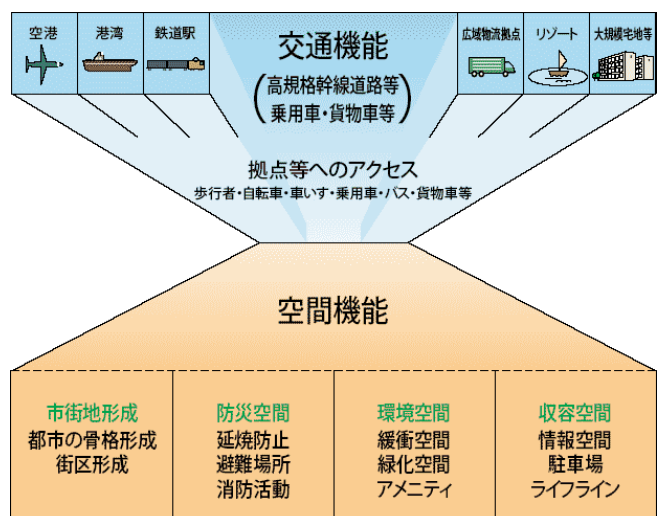 空港
港湾
鉄道駅
交通機能
(高規格幹線道路等
乗用車・貨物車等)
広域物流拠点
リゾート
大規模宅地等
拠点等へのアクセス
歩行者・自転車・車いす・乗用車・バス・貨物車等
空間機能
市街地形成
都市の骨格形成
街区形成
防災空間
延焼防止
避難場所
消防活動
環境空間
緩衝空間
緑化空間
アメニティ
収容空間
情報空間
駐車場
ライフライン